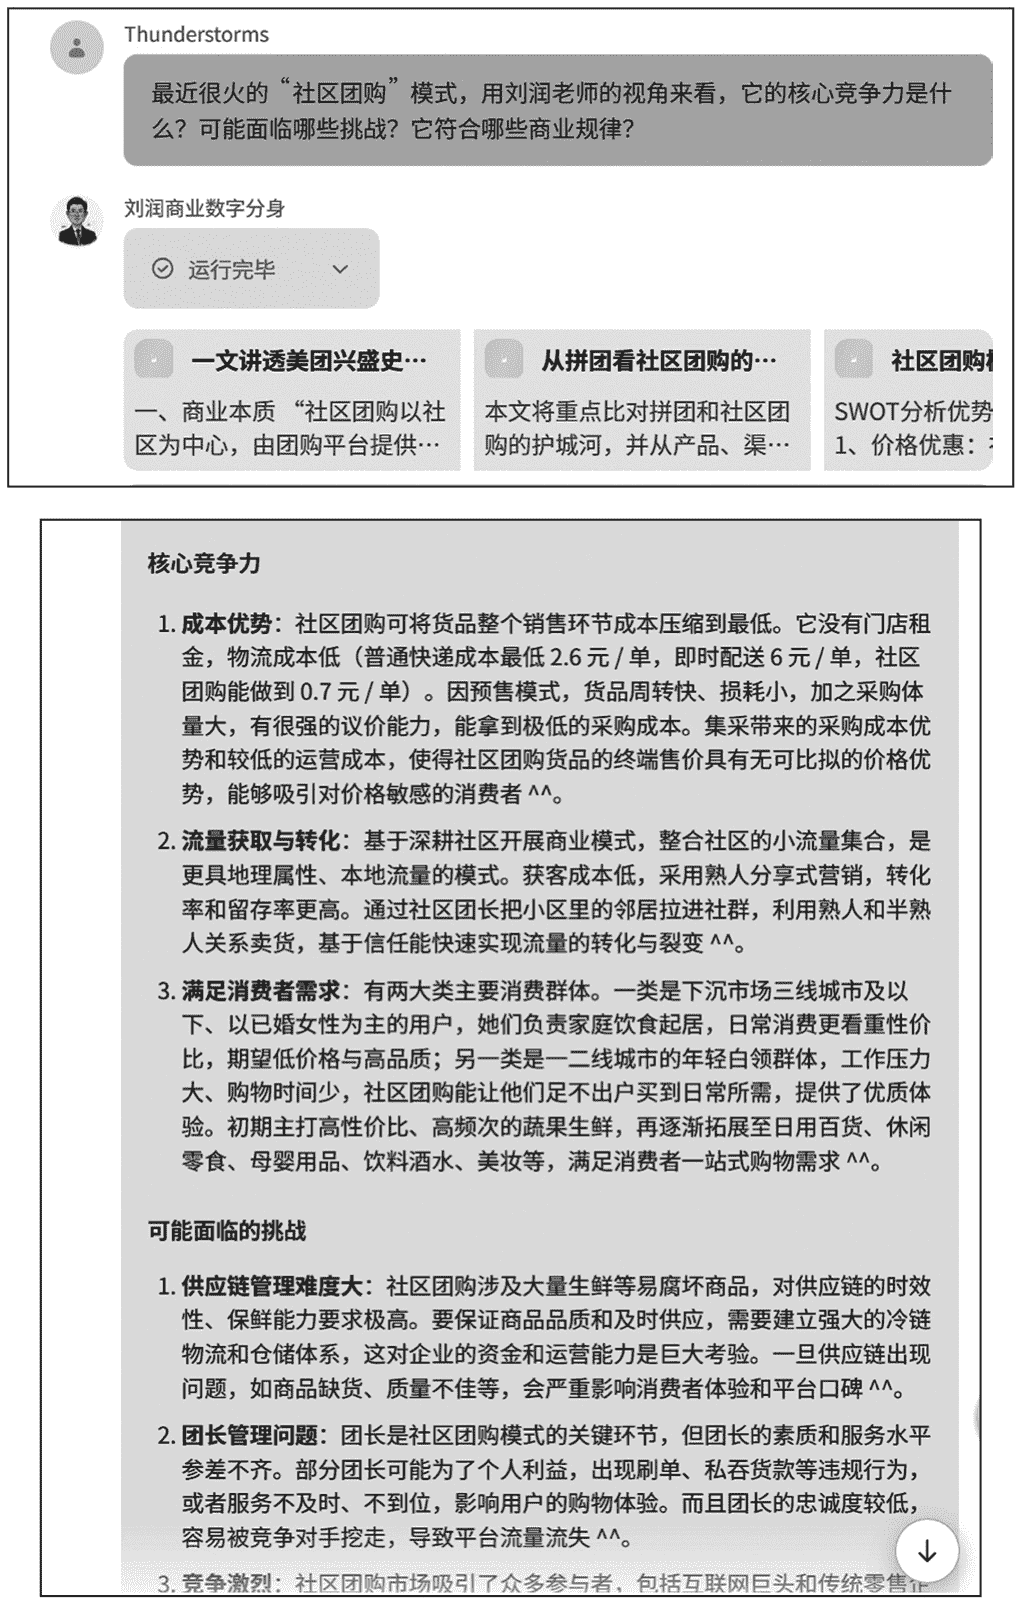 Thunderstorms
最近很火的“社区团购”模式，用刘润老师的视角来看，它的核心竞争力是什
么？可能面临哪些挑战？它符合哪些商业规律？
刘润商业数字分身
运行完毕
一文讲透美团兴盛史…
从拼团看社区团购的…
社区团购
一、商业本质 “社区团购以社
区为中心，由团购平台提供…
本文将重点比对拼团和社区团
购的护城河，并从产品、渠…
SWOT分析优势
1、价格优惠：
核心竞争力
1. 成本优势：社区团购可将货品整个销售环节成本压缩到最低。它没有门店租
金，物流成本低（普通快递成本最低 2.6 元 / 单，即时配送 6 元 / 单，社区
团购能做到 0.7 元 / 单）。因预售模式，货品周转快、损耗小，加之采购体
量大，有很强的议价能力，能拿到极低的采购成本。集采带来的采购成本优
势和较低的运营成本，使得社区团购货品的终端售价具有无可比拟的价格优
势，能够吸引对价格敏感的消费者 ^^。
2. 流量获取与转化：基于深耕社区开展商业模式，整合社区的小流量集合，是
更具地理属性、本地流量的模式。获客成本低，采用熟人分享式营销，转化
率和留存率更高。通过社区团长把小区里的邻居拉进社群，利用熟人和半熟
人关系卖货，基于信任能快速实现流量的转化与裂变 ^^。
3. 满足消费者需求：有两大类主要消费群体。一类是下沉市场三线城市及以
下、以已婚女性为主的用户，她们负责家庭饮食起居，日常消费更看重性价
比，期望低价格与高品质；另一类是一二线城市的年轻白领群体，工作压力
大、购物时间少，社区团购能让他们足不出户买到日常所需，提供了优质体
验。初期主打高性价比、高频次的蔬果生鲜，再逐渐拓展至日用百货、休闲
零食、母婴用品、饮料酒水、美妆等，满足消费者一站式购物需求 ^^。
可能面临的挑战
1. 供应链管理难度大：社区团购涉及大量生鲜等易腐坏商品，对供应链的时效
性、保鲜能力要求极高。要保证商品品质和及时供应，需要建立强大的冷链
物流和仓储体系，这对企业的资金和运营能力是巨大考验。一旦供应链出现
问题，如商品缺货、质量不佳等，会严重影响消费者体验和平台口碑 ^^。
2. 团长管理问题：团长是社区团购模式的关键环节，但团长的素质和服务水平
参差不齐。部分团长可能为了个人利益，出现刷单、私吞货款等违规行为，
或者服务不及时、不到位，影响用户的购物体验。而且团长的忠诚度较低，
容易被竞争对手挖走，导致平台流量流失 ^^。
3. 竞争激烈：社区团购市场吸引了众多参与者，包括互联网巨头和传统零售企